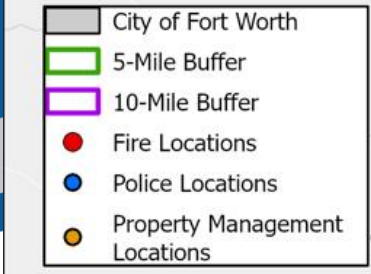 City of Fort Worth
5-Mile Buffer
10-Mile Buffer
Fire Locations
Police Locations
Property Management
Locations